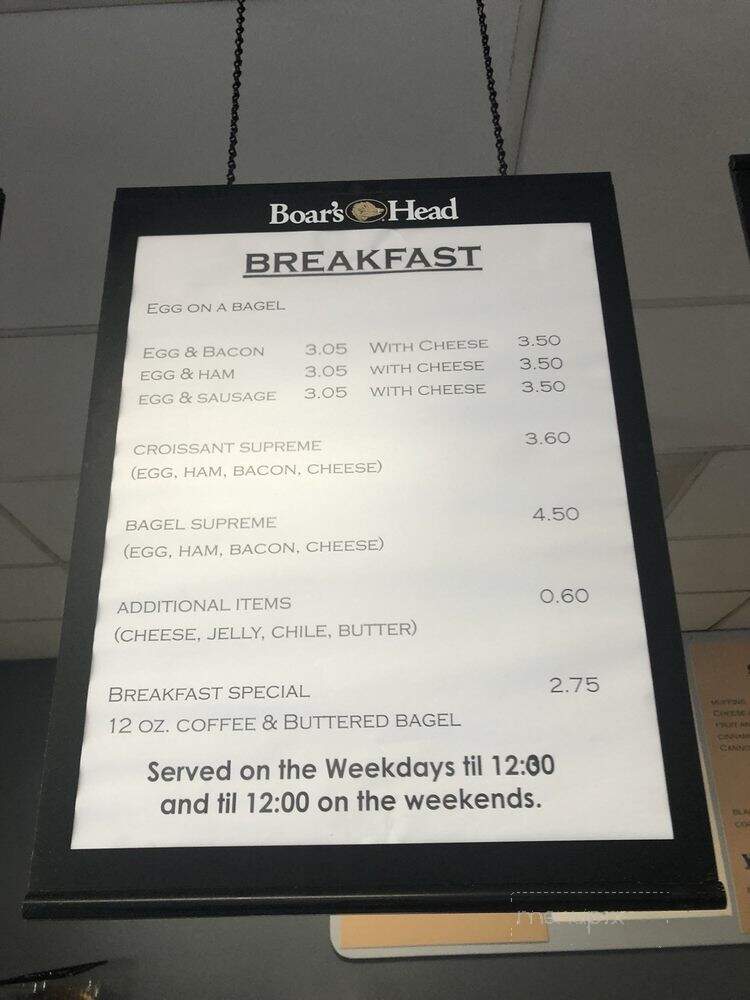 Boar's Head
BREAKFAST
EGG ON A BAGEL
EGG & BACON 3.05 WITH CHEESE 3.50
EGG & HAM 3.05 WITH CHEESE 3.50
EGG & SAUSAGE 3.05 WITH CHEESE 3.50
CROISSANT SUPREME 3.60
(EGG, HAM, BACON, CHEESE)
BAGEL SUPREME 4.50
(EGG, HAM, BACON, CHEESE)
ADDITIONAL ITEMS 0.60
(CHEESE, JELLY, CHILE, BUTTER)
BREAKFAST SPECIAL 2.75
12 OZ. COFFEE & BUTTERED BAGEL
Served on the Weekdays til 12:00
and til 12:00 on the weekends.
menupix